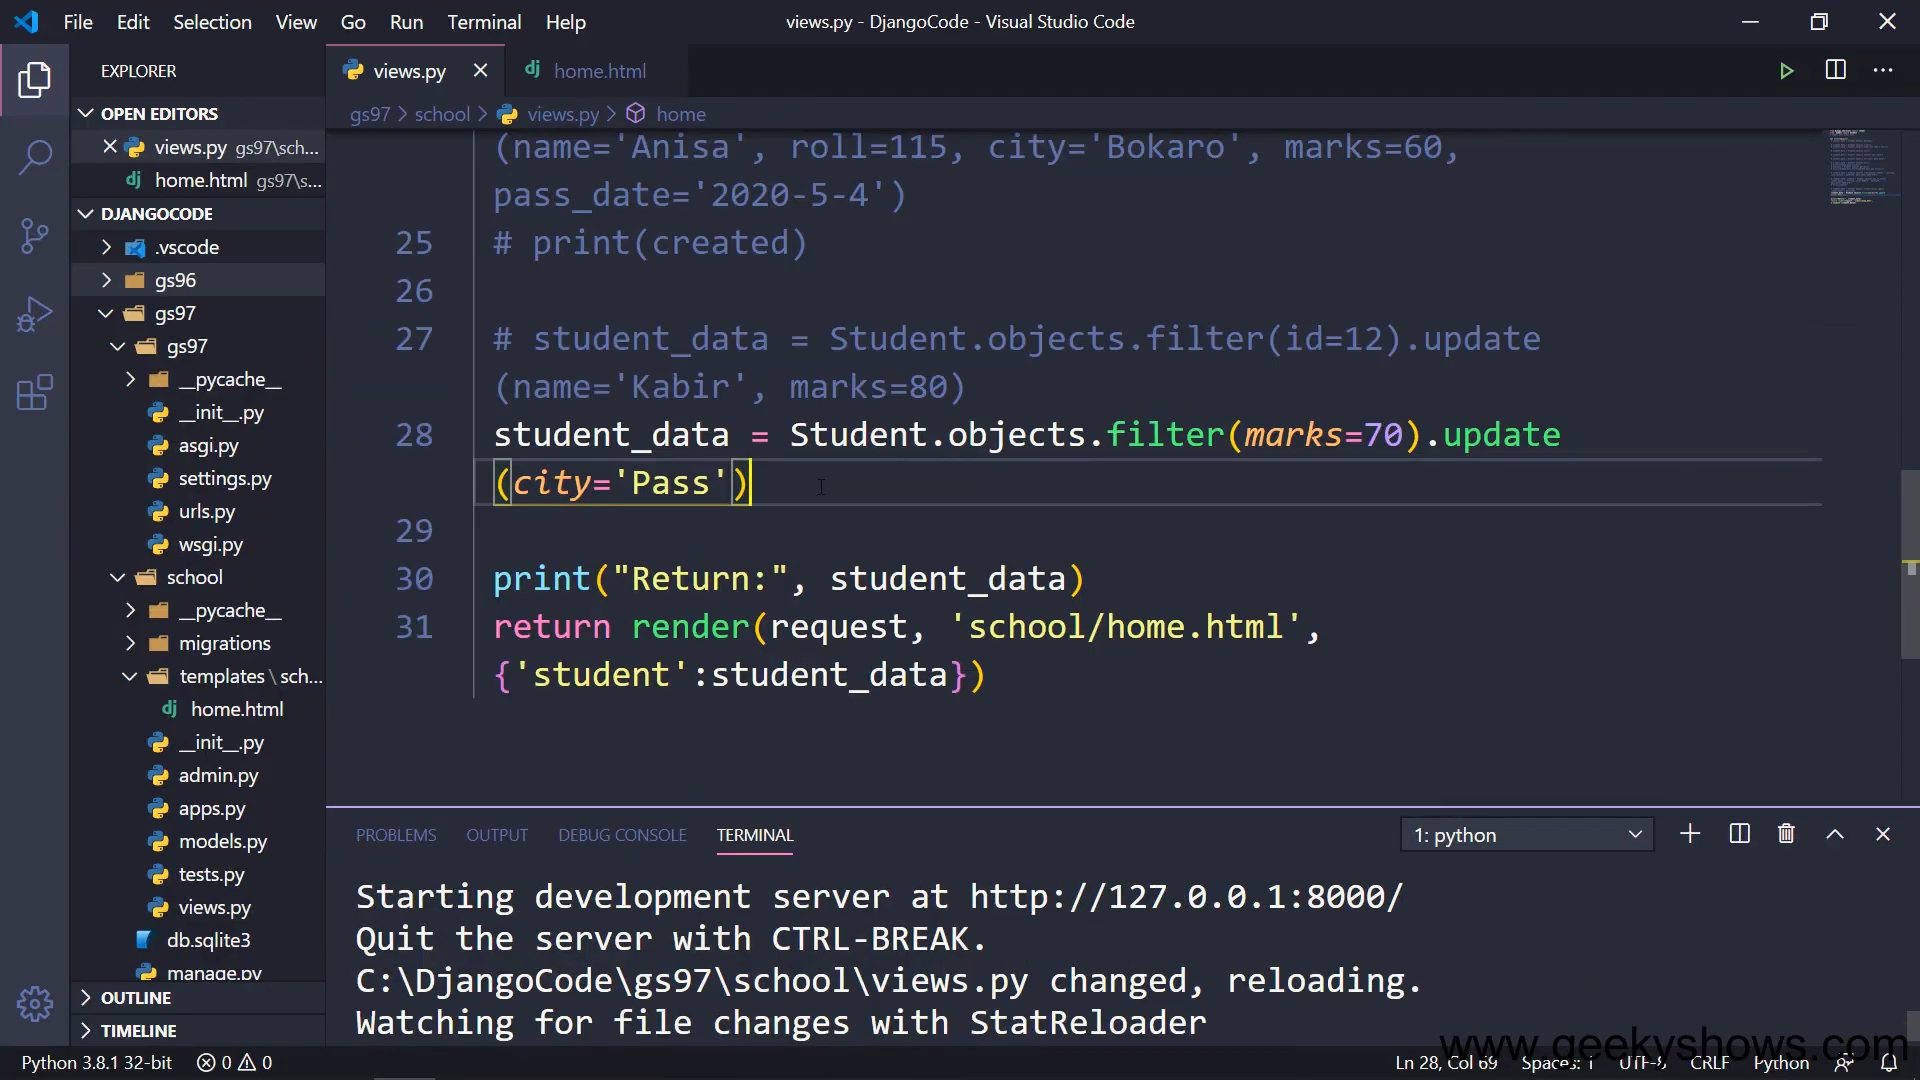 File Edit Selection View Go Run Terminal Help
views.py - DjangoCode - Visual Studio Code
EXPLORER
OPEN EDITORS
views.py gs97\sch...
home.html gs97\s...
DJANGOCODE
.vscode
gs96
gs97
gs97
__pycache__
__init__.py
asgi.py
settings.py
urls.py
wsgi.py
school
__pycache__
migrations
templates \ sch...
home.html
__init__.py
admin.py
apps.py
models.py
tests.py
views.py
db.sqlite3
manage.py
OUTLINE
TIMELINE
views.py
home.html
gs97 > school > views.py > home
(name='Anisa', roll=115, city='Bokaro', marks=60,
pass_date='2020-5-4')
25 # print(created)
26
27 # student_data = Student.objects.filter(id=12).update
(name='Kabir', marks=80)
28 student_data = Student.objects.filter(marks=70).update
(city='Pass')
29
30 print("Return:", student_data)
31 return render(request, 'school/home.html',
{'student':student_data})
PROBLEMS OUTPUT DEBUG CONSOLE TERMINAL
1: python
Starting development server at http://127.0.0.1:8000/
Quit the server with CTRL-BREAK.
C:\DjangoCode\gs97\school\views.py changed, reloading.
Watching for file changes with StatReloader
www.geekyshows.com
Python 3.8.1 32-bit 0 0
Ln 28, Col 69 Spaces: 1 UTF-8 CRLF Python